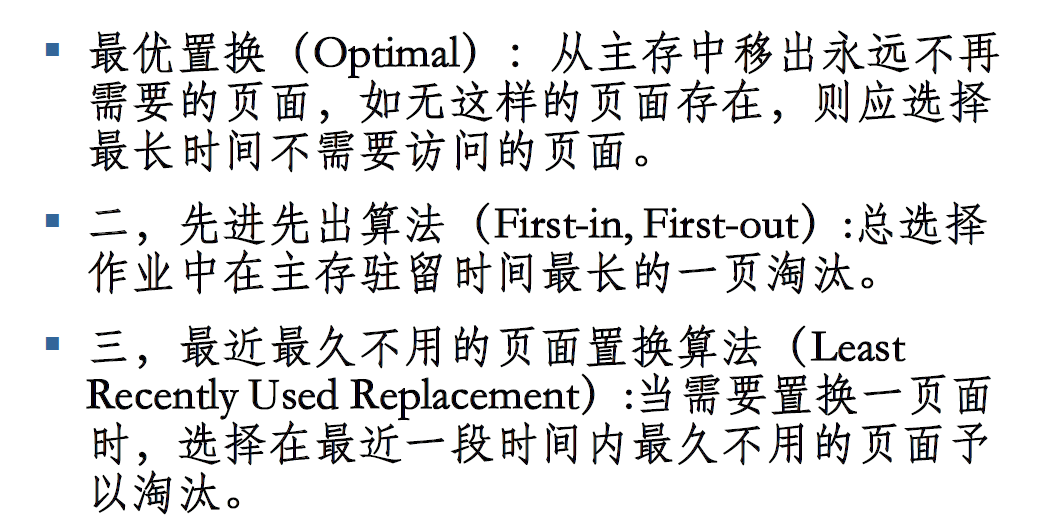 ▪ 最优置换（Optimal）: 从主存中移出永远不再
需要的页面，如无这样的页面存在，则应选择
最长时间不需要访问的页面。
▪ 二，先进先出算法（First-in, First-out）:总选择
作业中在主存驻留时间最长的一页淘汰。
▪ 三，最近最久不用的页面置换算法（Least
Recently Used Replacement）:当需要置换一页面
时，选择在最近一段时间内最久不用的页面予
以淘汰。